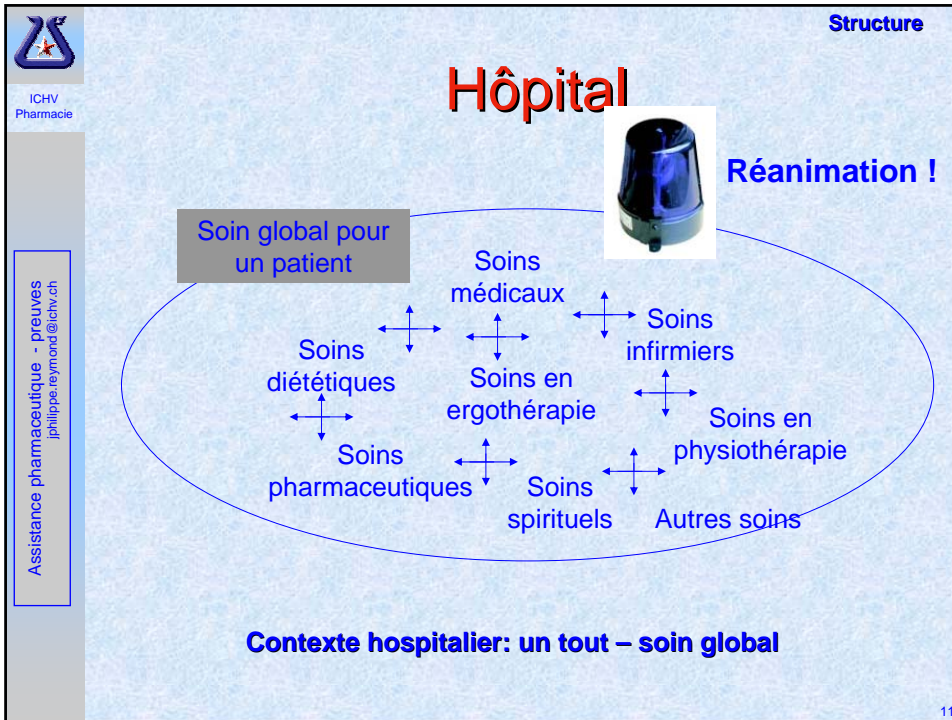 Structure
ICHV
Pharmacie
Hôpital
Réanimation !
Soin global pour
un patient
Soins
médicaux
Soins
infirmiers
Soins
diététiques
Soins en
ergothérapie
Soins en
physiothérapie
Soins
pharmaceutiques
Soins
spirituels
Autres soins
Assistance pharmaceutique - preuves
jphilippe.reymond@ichv.ch
Contexte hospitalier: un tout – soin global
11